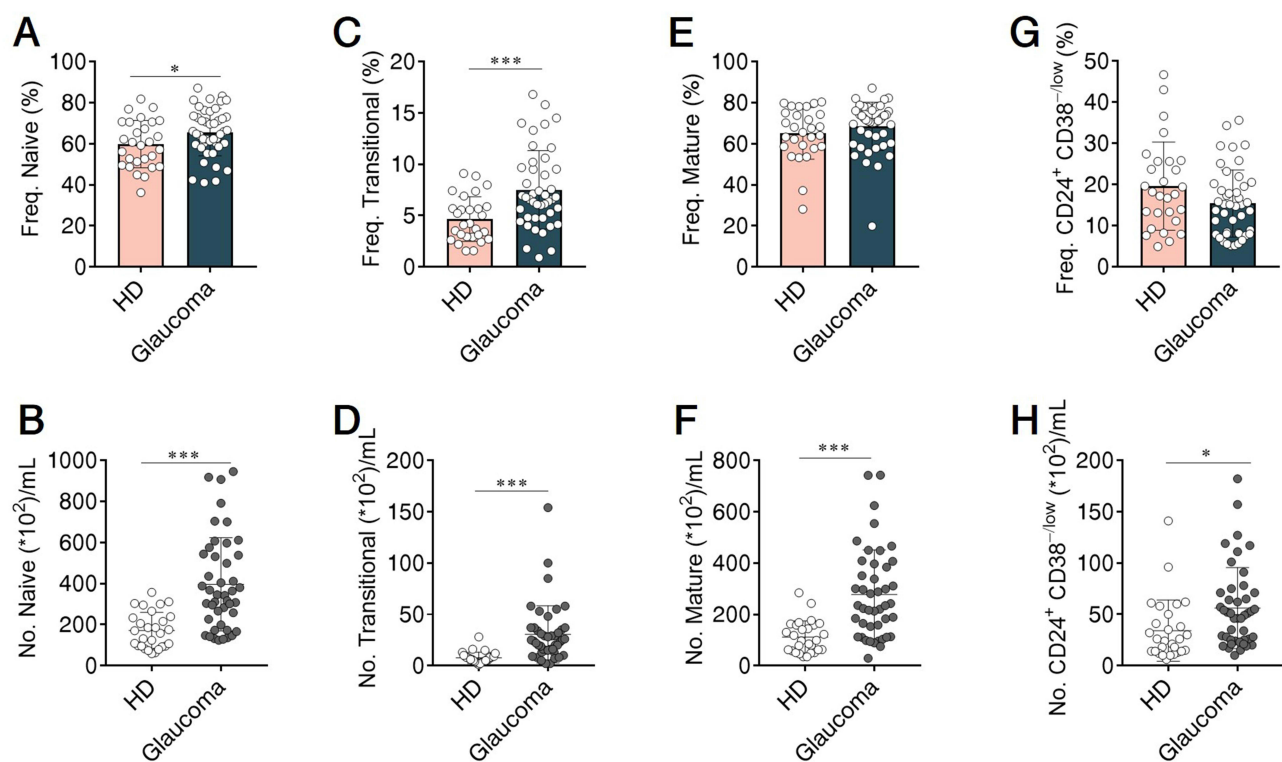 A
Freq. Naive (%)
100
80
60
40
20
0
*
HD
Glaucoma
C
Freq. Transitional (%)
20
15
10
5
0
***
HD
Glaucoma
E
Freq. Mature (%)
100
80
60
40
20
0
HD
Glaucoma
G
Freq. CD24⁺ CD38⁻/ˡᵒʷ (%)
50
40
30
20
10
0
HD
Glaucoma
B
No. Naive (*10²)/mL
1000
800
600
400
200
0
***
HD
Glaucoma
D
No. Transitional (*10²)/mL
200
150
100
50
0
***
HD
Glaucoma
F
No. Mature (*10²)/mL
800
600
400
200
0
***
HD
Glaucoma
H
No. CD24⁺ CD38⁻/ˡᵒʷ (*10²)/mL
200
150
100
50
0
*
HD
Glaucoma